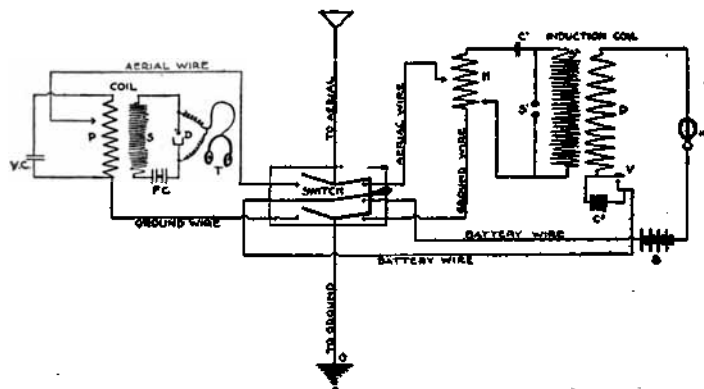 TO AERIAL
AERIAL WIRE
COIL
P
S
D
T
V.C.
F C
GROUND WIRE
SWITCH
AERIAL WIRE
GROUND WIRE
H
C'
S'
INDUCTION COIL
P
V
C²
K
B
BATTERY WIRE
BATTERY WIRE
TO GROUND
G